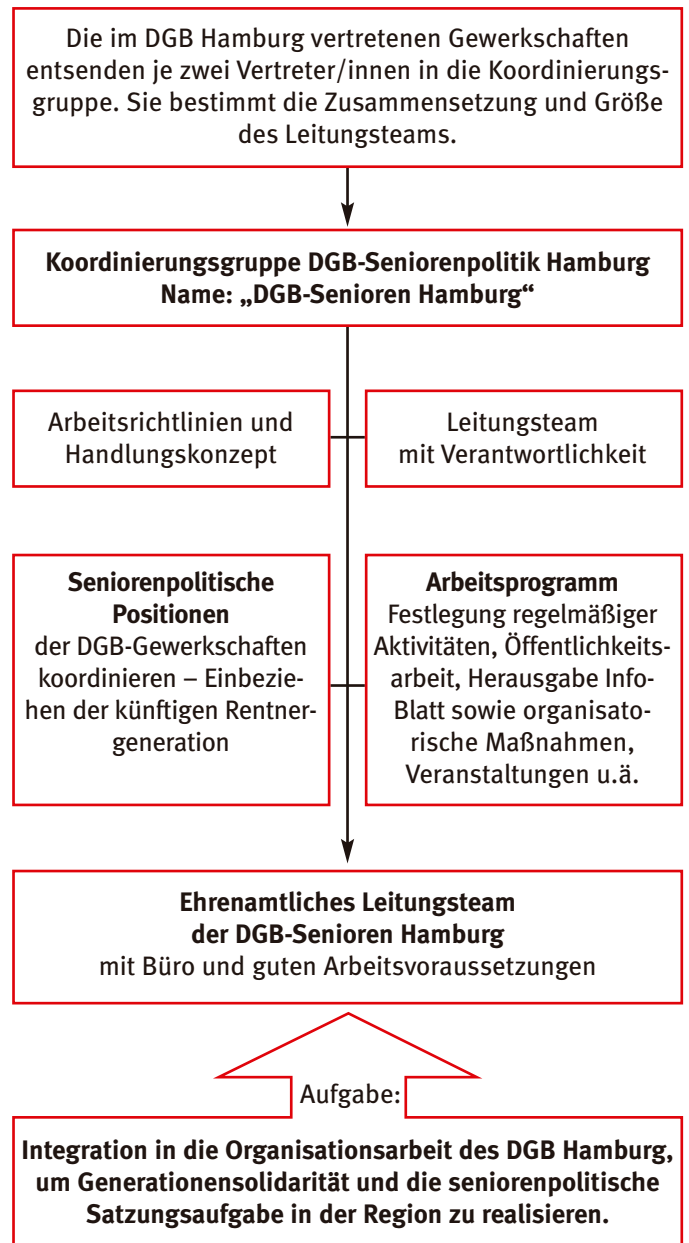 Die im DGB Hamburg vertretenen Gewerkschaften
entsenden je zwei Vertreter/innen in die Koordinierungs-
gruppe. Sie bestimmt die Zusammensetzung und Größe
des Leitungsteams.
Koordinierungsgruppe DGB-Seniorenpolitik Hamburg
Name: „DGB-Senioren Hamburg“
Arbeitsrichtlinien und
Handlungskonzept
Leitungsteam
mit Verantwortlichkeit
Seniorenpolitische
Positionen
der DGB-Gewerkschaften
koordinieren – Einbezie-
hen der künftigen Rentner-
generation
Arbeitsprogramm
Festlegung regelmäßiger
Aktivitäten, Öffentlichkeits-
arbeit, Herausgabe Info-
Blatt sowie organisato-
rische Maßnahmen,
Veranstaltungen u.ä.
Ehrenamtliches Leitungsteam
der DGB-Senioren Hamburg
mit Büro und guten Arbeitsvoraussetzungen
Aufgabe:
Integration in die Organisationsarbeit des DGB Hamburg,
um Generationensolidarität und die seniorenpolitische
Satzungsaufgabe in der Region zu realisieren.